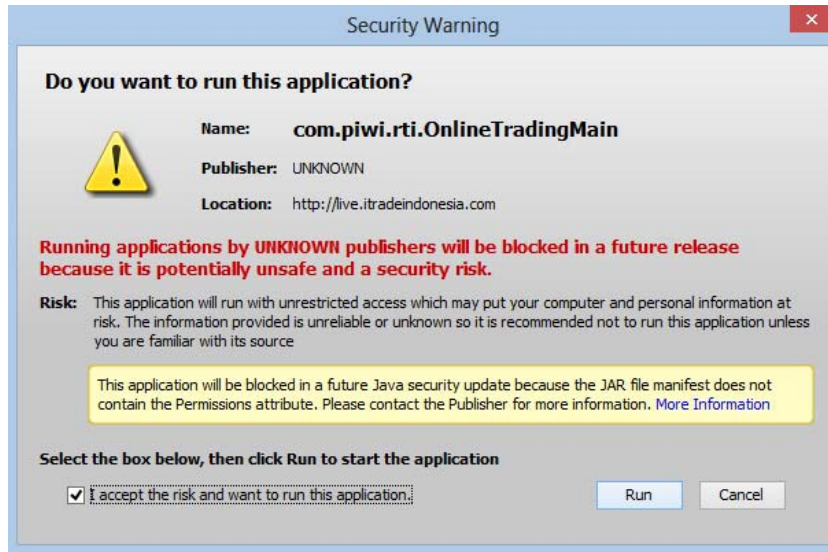 Security Warning
Do you want to run this application?
Name: com.piwi.rti.OnlineTradingMain
Publisher: UNKNOWN
Location: http://live.itradeindonesia.com
Running applications by UNKNOWN publishers will be blocked in a future release
because it is potentially unsafe and a security risk.
Risk: This application will run with unrestricted access which may put your computer and personal information at
risk. The information provided is unreliable or unknown so it is recommended not to run this application unless
you are familiar with its source
This application will be blocked in a future Java security update because the JAR file manifest does not
contain the Permissions attribute. Please contact the Publisher for more information. More Information
Select the box below, then click Run to start the application
I accept the risk and want to run this application.
Run Cancel